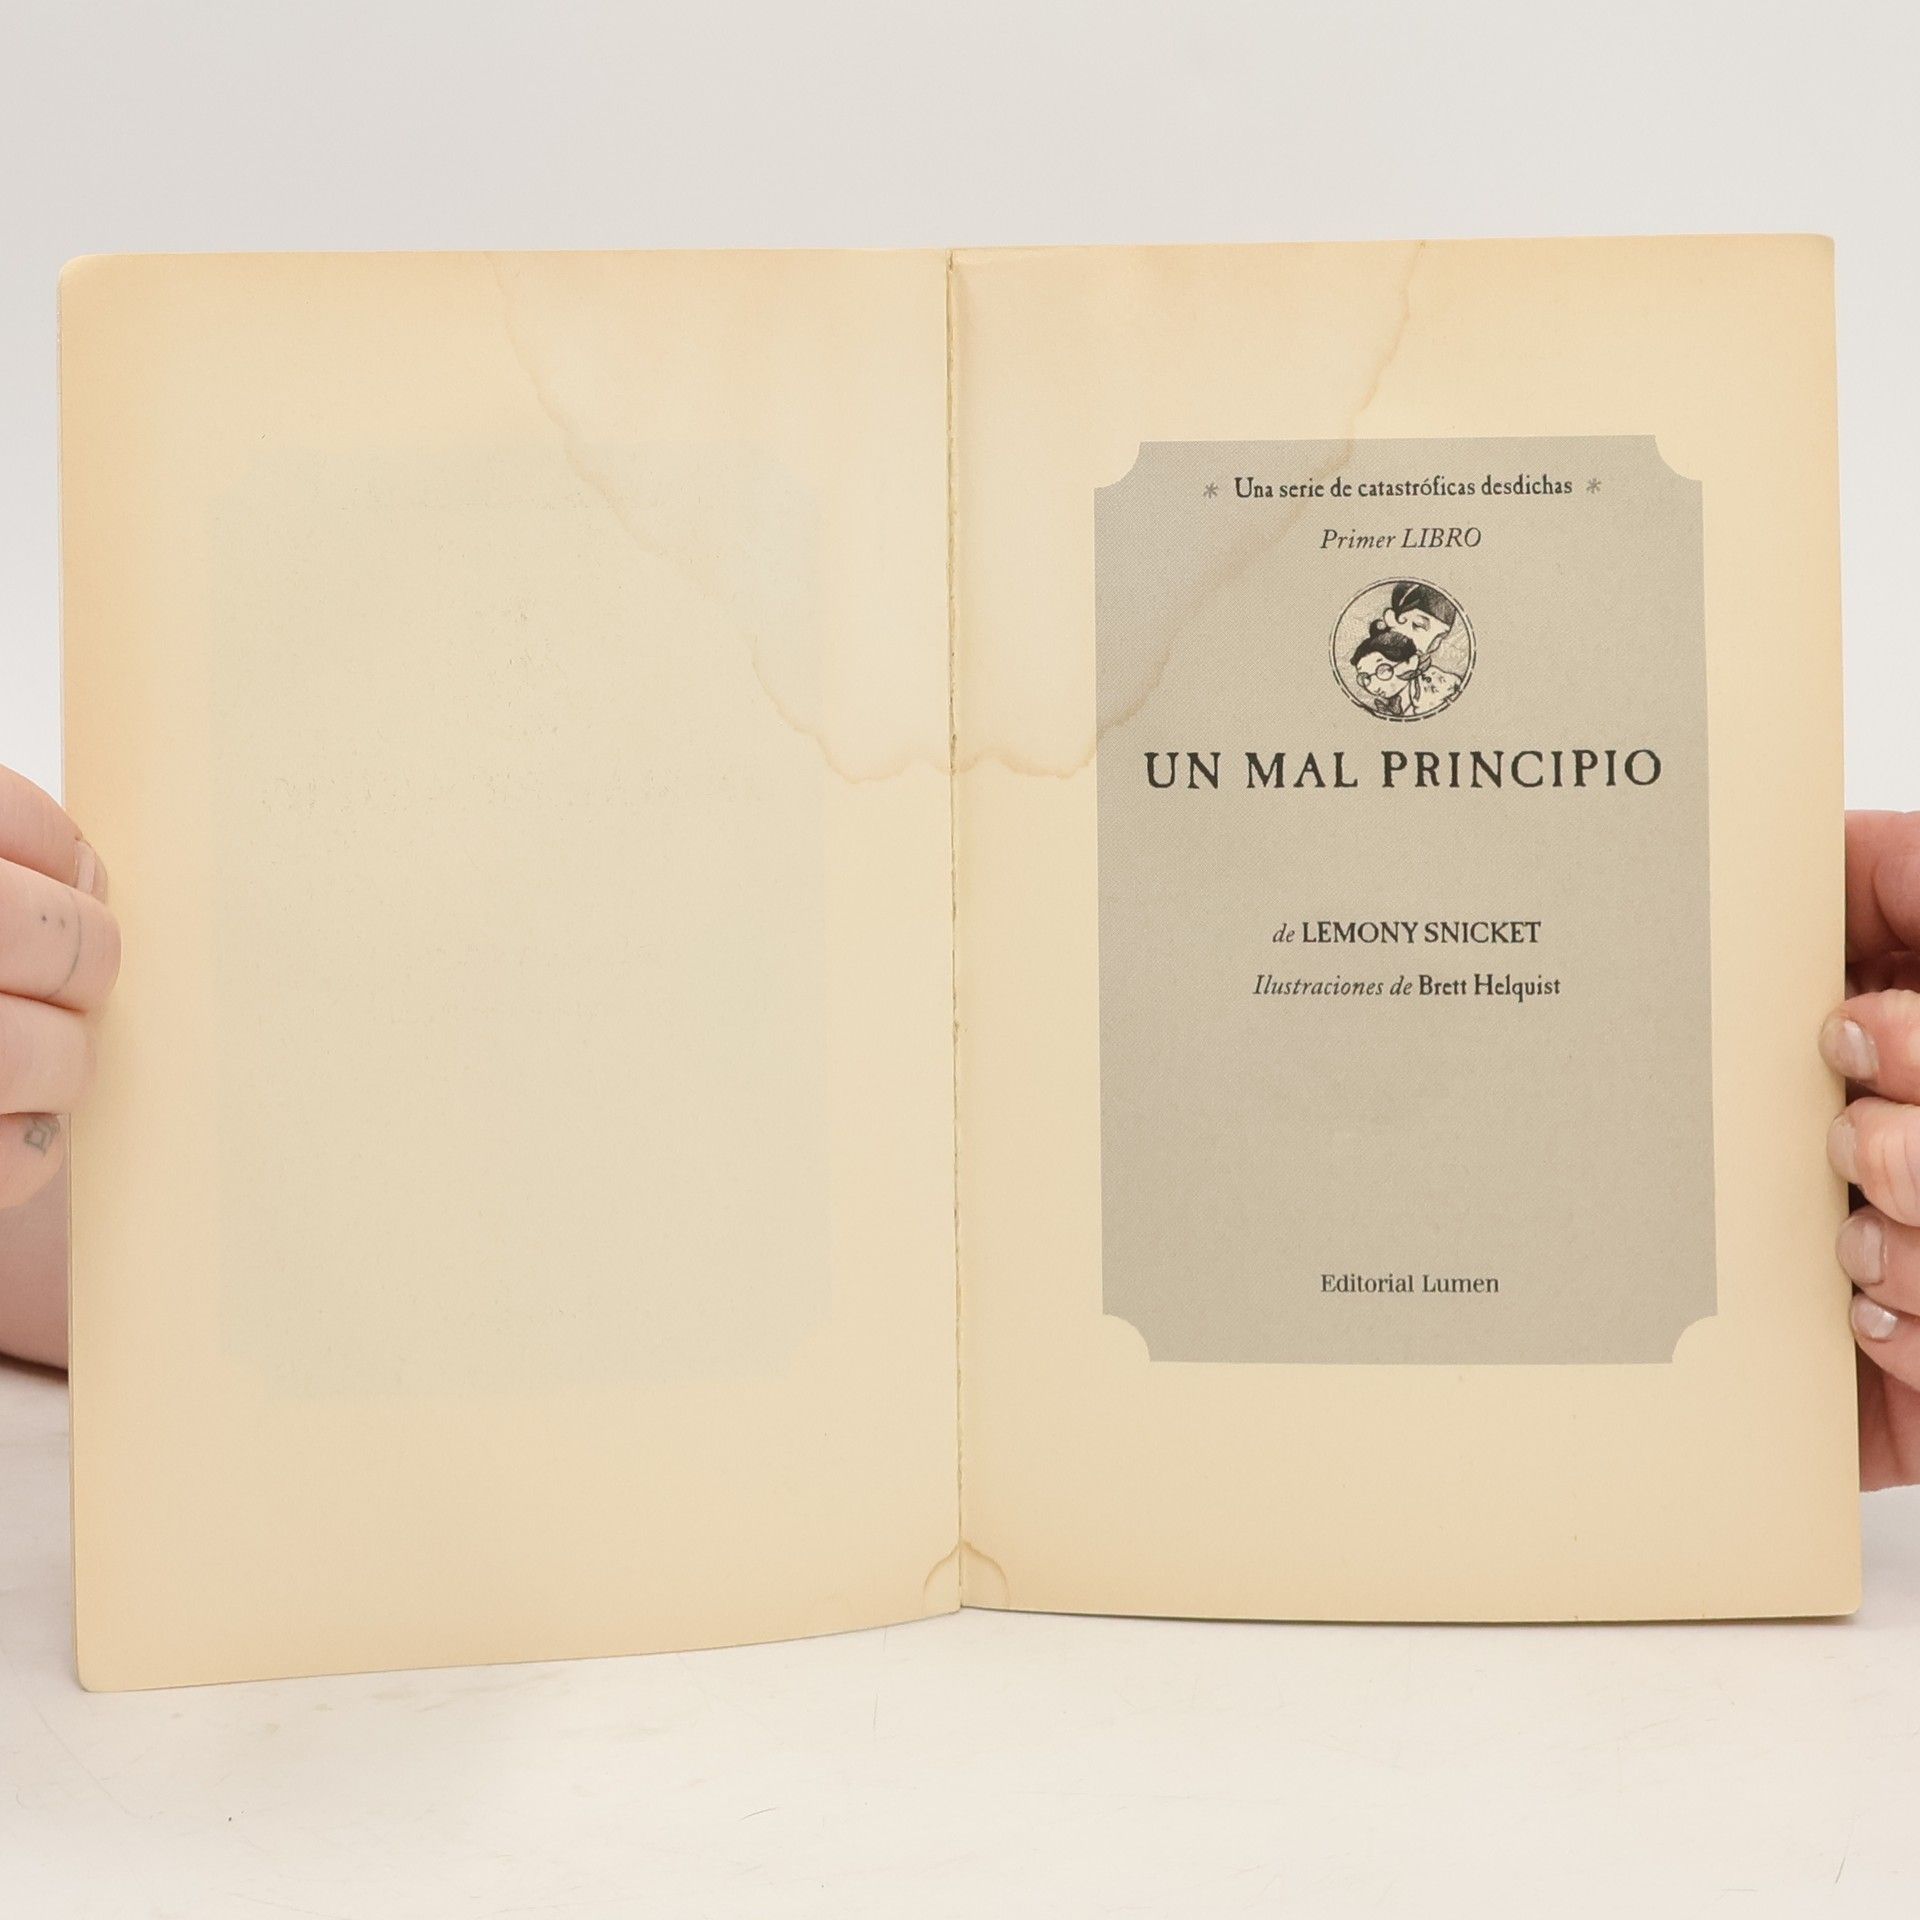 * Una serie de catastróficas desdichas *
Primer LIBRO
UN MAL PRINCIPIO
de LEMONY SNICKET
Ilustraciones de Brett Helquist
Editorial Lumen